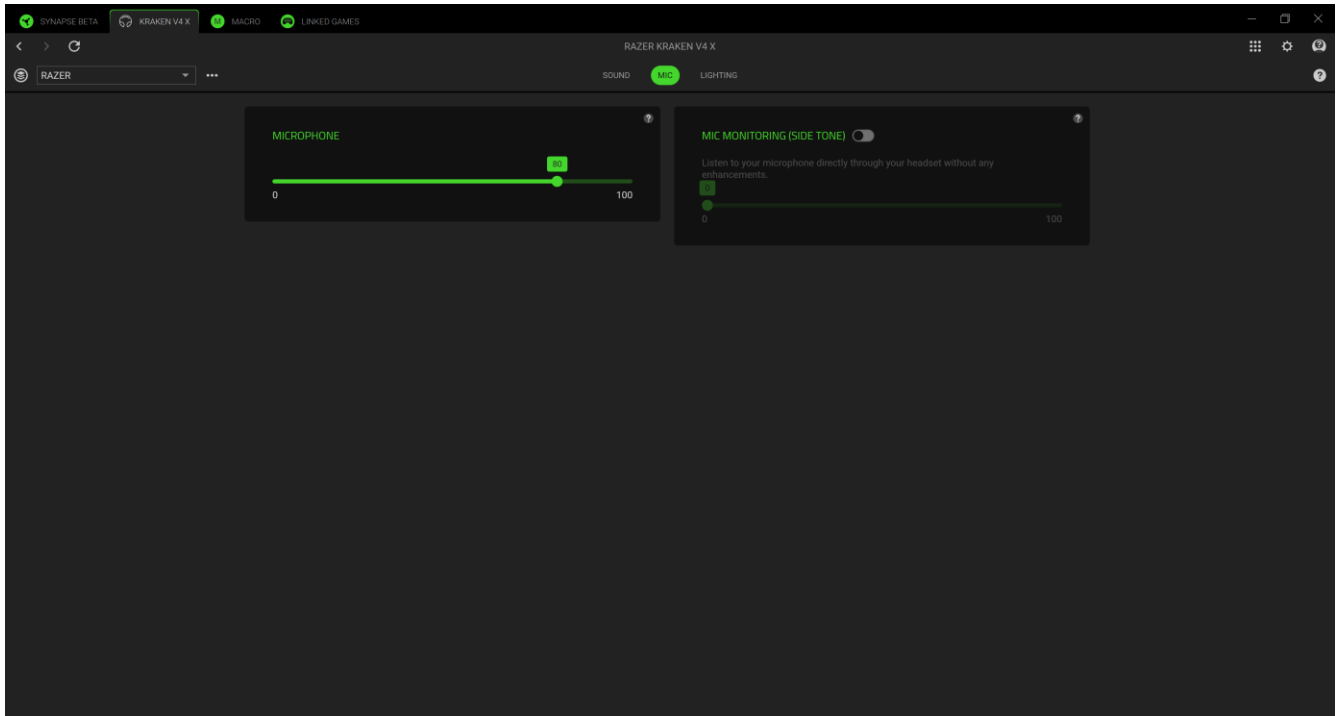 SYNAPSE BETA
KRAKEN V4 X
M
MACRO
LINKED GAMES
RAZER KRAKEN V4 X
RAZER
SOUND
MIC
LIGHTING
?
MICROPHONE
?
80
0
100
MIC MONITORING (SIDE TONE)
?
Listen to your microphone directly through your headset without any
enhancements.
0
0
100